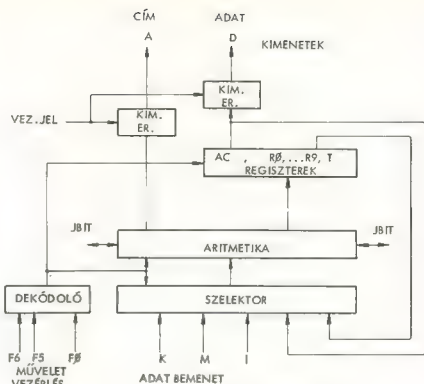 CÍM
ADAT
A
D
KIMENETEK
KIM.
ER.
VEZ.JEL
KIM.
ER.
AC , RØ,...R9, T
REGISZTEREK
JBIT
JBIT
ARITMETIKA
DEKÓDOLÓ
SZELEKTOR
F6 F5 FØ
K M I
MŰVELET
VEZÉRLÉS
ADAT BEMENET